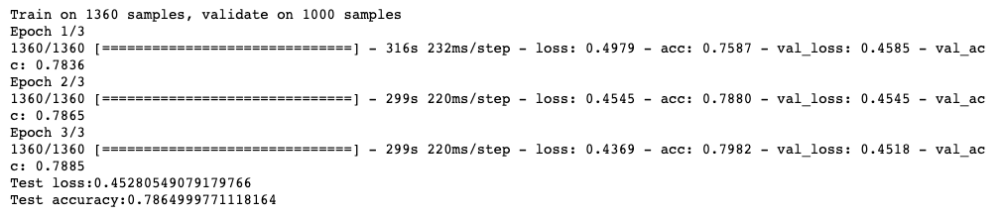 Train on 1360 samples, validate on 1000 samples
Epoch 1/3
1360/1360 [==============================] - 316s 232ms/step - loss: 0.4979 - acc: 0.7587 - val_loss: 0.4585 - val_ac
c: 0.7836
Epoch 2/3
1360/1360 [==============================] - 299s 220ms/step - loss: 0.4545 - acc: 0.7880 - val_loss: 0.4545 - val_ac
c: 0.7865
Epoch 3/3
1360/1360 [==============================] - 299s 220ms/step - loss: 0.4369 - acc: 0.7982 - val_loss: 0.4518 - val_ac
c: 0.7885
Test loss:0.45280549079179766
Test accuracy:0.7864999771118164